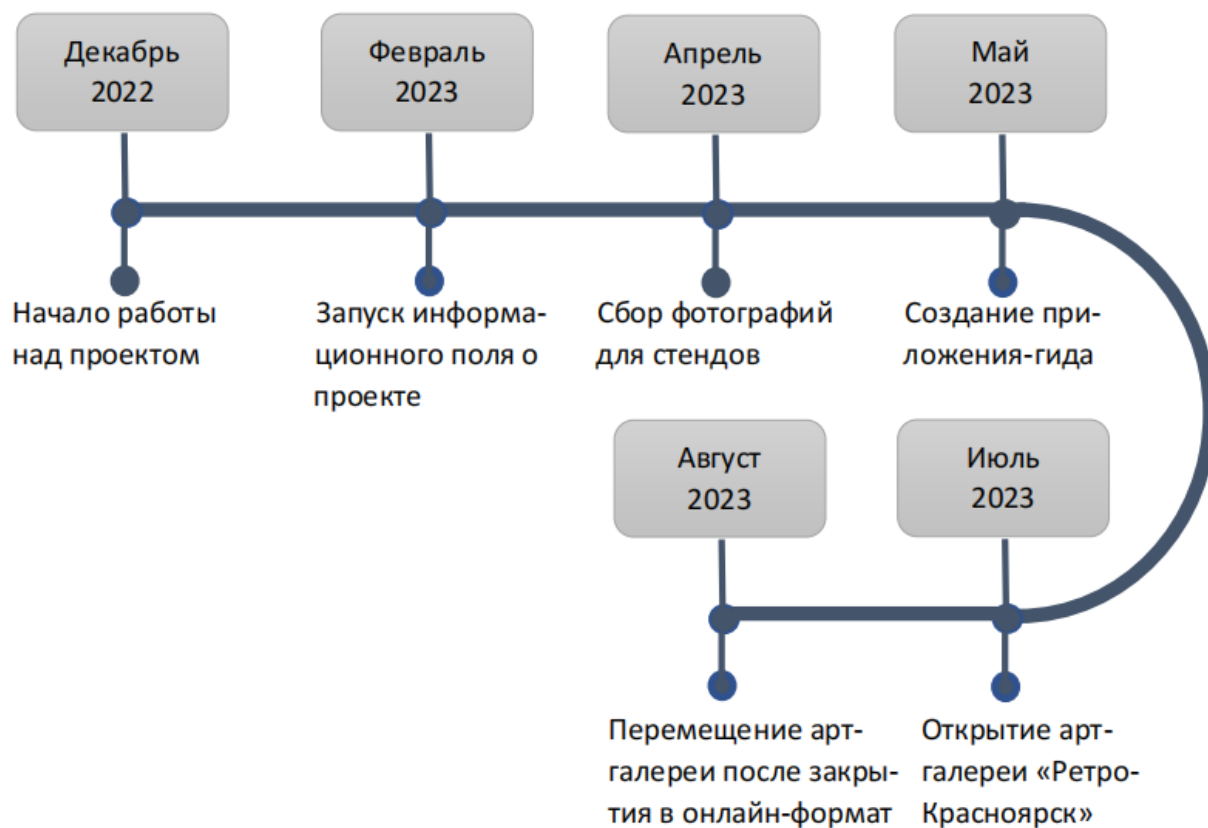 Декабрь
2022
Февраль
2023
Апрель
2023
Май
2023
Начало работы
над проектом
Запуск информа-
ционного поля о
проекте
Сбор фотографий
для стендов
Создание при-
ложения-гида
Август
2023
Июль
2023
Перемещение арт-
галереи после закры-
тия в онлайн-формат
Открытие арт-
галереи «Ретро-
Красноярск»